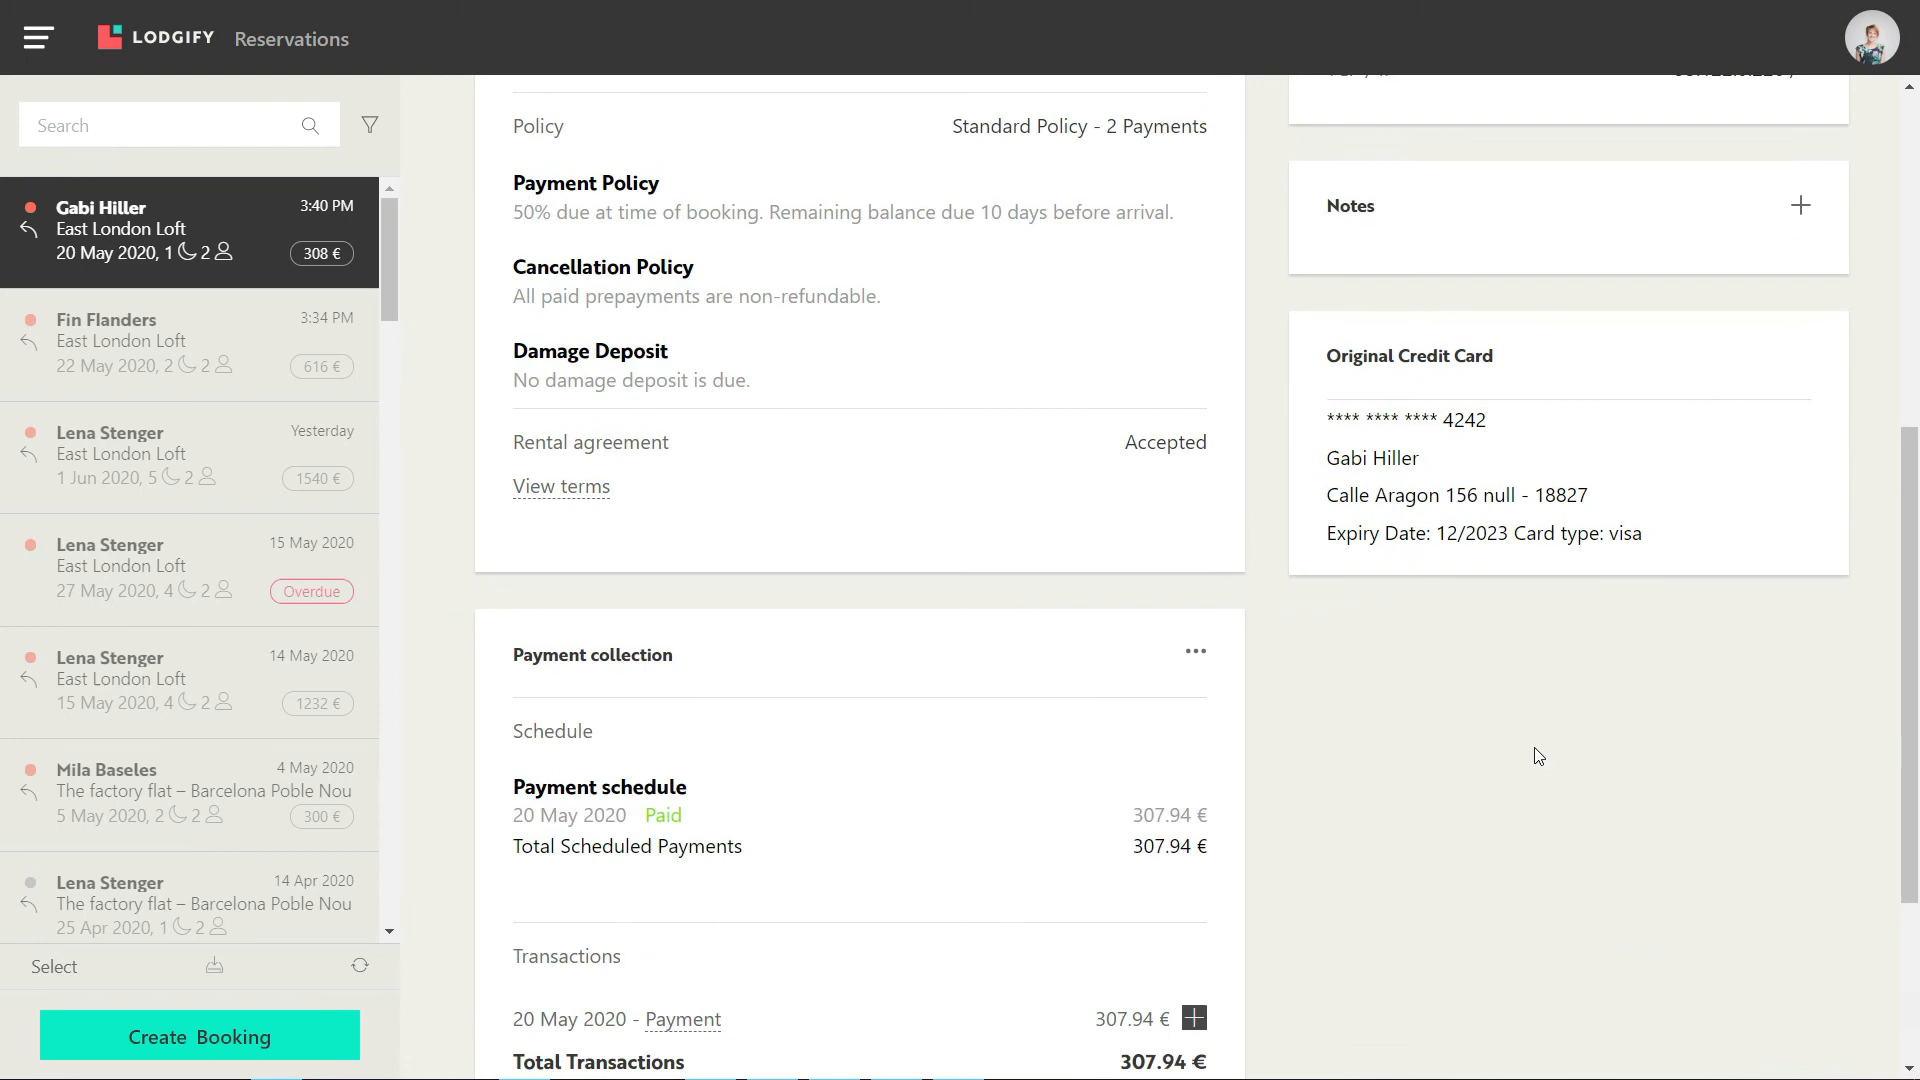 LODGIFY Reservations
Search
Gabi Hiller 3:40 PM
East London Loft
20 May 2020, 1 2 308 €
Fin Flanders 3:34 PM
East London Loft
22 May 2020, 2 2 616 €
Lena Stenger Yesterday
East London Loft
1 Jun 2020, 5 2 1540 €
Lena Stenger 15 May 2020
East London Loft
27 May 2020, 4 2 Overdue
Lena Stenger 14 May 2020
East London Loft
15 May 2020, 4 2 1232 €
Mila Baseles 4 May 2020
The factory flat – Barcelona Poble Nou
5 May 2020, 2 2 300 €
Lena Stenger 14 Apr 2020
The factory flat – Barcelona Poble Nou
25 Apr 2020, 1 2
Select
Create Booking
Policy Standard Policy - 2 Payments
Payment Policy
50% due at time of booking. Remaining balance due 10 days before arrival.
Cancellation Policy
All paid prepayments are non-refundable.
Damage Deposit
No damage deposit is due.
Rental agreement Accepted
View terms
Payment collection
Schedule
Payment schedule
20 May 2020 Paid 307.94 €
Total Scheduled Payments 307.94 €
Transactions
20 May 2020 - Payment 307.94 €
Total Transactions 307.94 €
Notes
Original Credit Card
**** **** **** 4242
Gabi Hiller
Calle Aragon 156 null - 18827
Expiry Date: 12/2023 Card type: visa